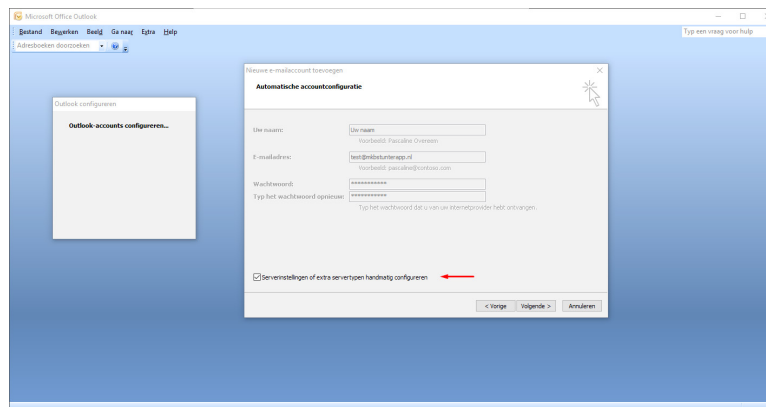 Microsoft Office Outlook
Bestand Bewerken Beeld Ga naar Extra Help
Typ een vraag voor hulp
Adresboeken doorzoeken
Nieuwe e-mailaccount toevoegen
Automatische accountconfiguratie
Outlook configureren
Outlook-accounts configureren...
Uw naam:
Uw naam
Voorbeeld: Pascaline Overeem
E-mailadres:
test@mkbstunterapp.nl
Voorbeeld: pascaline@contoso.com
Wachtwoord:
***********
Typ het wachtwoord opnieuw:
***********
Typ het wachtwoord dat u van uw internetprovider hebt ontvangen.
Serverinstellingen of extra servertypen handmatig configureren
< Vorige
Volgende >
Annuleren